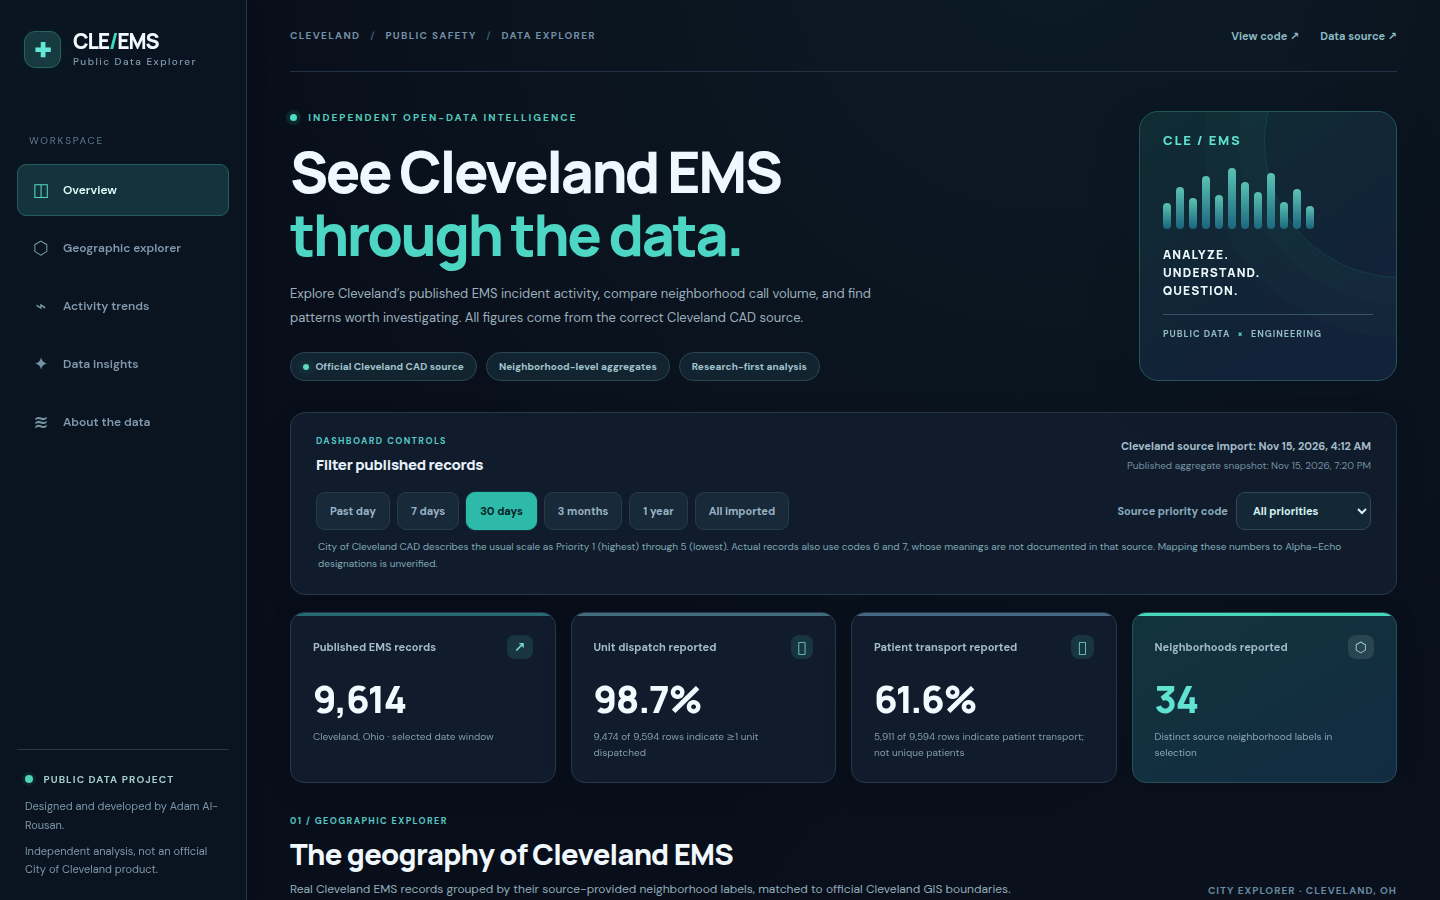 CLE/EMS
Public Data Explorer
WORKSPACE
Overview
Geographic explorer
Activity trends
Data insights
About the data
PUBLIC DATA PROJECT
Designed and developed by Adam Al-
Rousan.
Independent analysis, not an official
City of Cleveland product.
CLEVELAND / PUBLIC SAFETY / DATA EXPLORER
View code ↗ Data source ↗
INDEPENDENT OPEN-DATA INTELLIGENCE
See Cleveland EMS
through the data.
Explore Cleveland's published EMS incident activity, compare neighborhood call volume, and find
patterns worth investigating. All figures come from the correct Cleveland CAD source.
Official Cleveland CAD source
Neighborhood-level aggregates
Research-first analysis
CLE / EMS
ANALYZE.
UNDERSTAND.
QUESTION.
PUBLIC DATA × ENGINEERING
DASHBOARD CONTROLS
Filter published records
Cleveland source import: Nov 15, 2026, 4:12 AM
Published aggregate snapshot: Nov 15, 2026, 7:20 PM
Past day 7 days 30 days 3 months 1 year All imported
Source priority code All priorities
City of Cleveland CAD describes the usual scale as Priority 1 (highest) through 5 (lowest). Actual records also use codes 6 and 7, whose meanings are not documented in that source. Mapping these numbers to Alpha–Echo
designations is unverified.
Published EMS records ↗
9,614
Cleveland, Ohio · selected date window
Unit dispatch reported
98.7%
9,474 of 9,594 rows indicate ≥1 unit
dispatched
Patient transport reported
61.6%
5,911 of 9,594 rows indicate patient transport;
not unique patients
Neighborhoods reported
34
Distinct source neighborhood labels in
selection
01 / GEOGRAPHIC EXPLORER
The geography of Cleveland EMS
Real Cleveland EMS records grouped by their source-provided neighborhood labels, matched to official Cleveland GIS boundaries.
CITY EXPLORER · CLEVELAND, OH